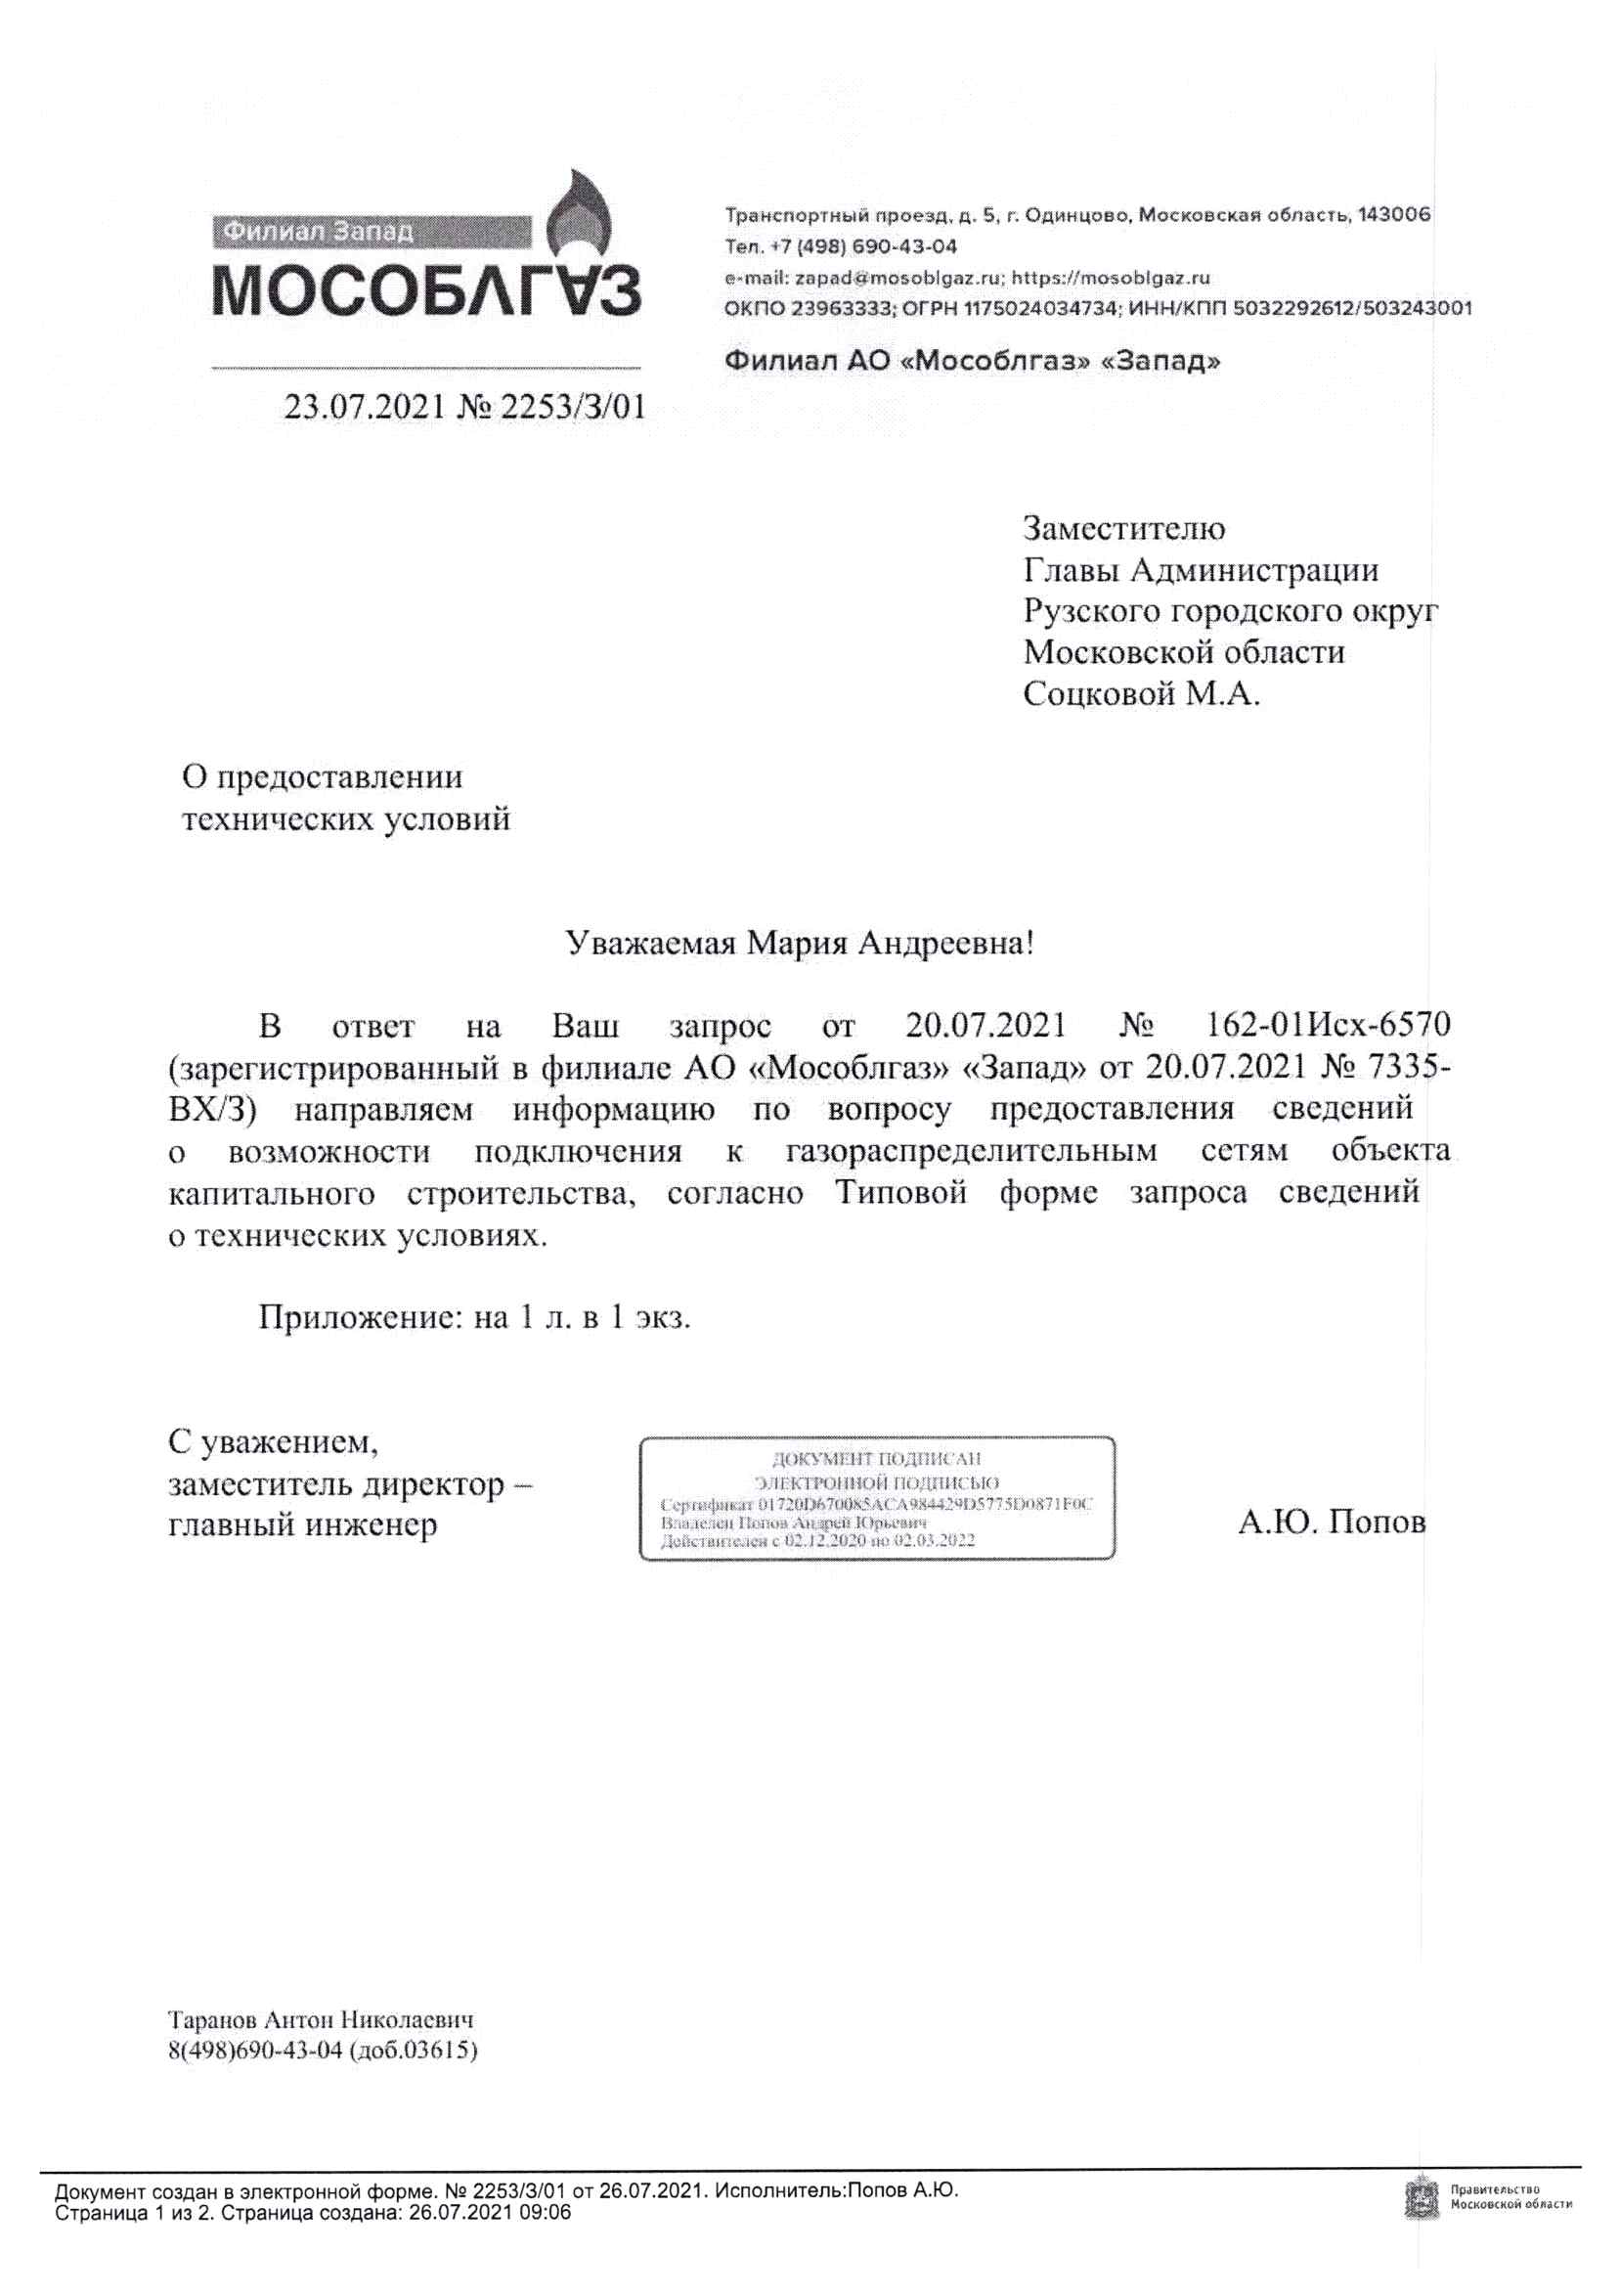 Филиал Запад
МОСОБЛГАЗ
Транспортный проезд, д. 5, г. Одинцово, Московская область, 143006
Тел. +7 (498) 690-43-04
e-mail: zapad@mosoblgaz.ru; https://mosoblgaz.ru
ОКПО 23963333; ОГРН 1175024034734; ИНН/КПП 5032292612/503243001
Филиал АО «Мособлгаз» «Запад»
23.07.2021 № 2253/З/01
Заместителю
Главы Администрации
Рузского городского округ
Московской области
Соцковой М.А.
О предоставлении
технических условий
Уважаемая Мария Андреевна!
В ответ на Ваш запрос от 20.07.2021 № 162-01Исх-6570
(зарегистрированный в филиале АО «Мособлгаз» «Запад» от 20.07.2021 № 7335-
ВХ/З) направляем информацию по вопросу предоставления сведений
о возможности подключения к газораспределительным сетям объекта
капитального строительства, согласно Типовой форме запроса сведений
о технических условиях.
Приложение: на 1 л. в 1 экз.
С уважением,
заместитель директор –
главный инженер
ДОКУМЕНТ ПОДПИСАН
ЭЛЕКТРОННОЙ ПОДПИСЬЮ
Сертификат 01720D670085ACA984429D5775D0871F0C
Владелец Попов Андрей Юрьевич
Действителен с 02.12.2020 по 02.03.2022
А.Ю. Попов
Таранов Антон Николаевич
8(498)690-43-04 (доб.03615)
Документ создан в электронной форме. № 2253/З/01 от 26.07.2021. Исполнитель:Попов А.Ю.
Страница 1 из 2. Страница создана: 26.07.2021 09:06
Правительство
Московской области